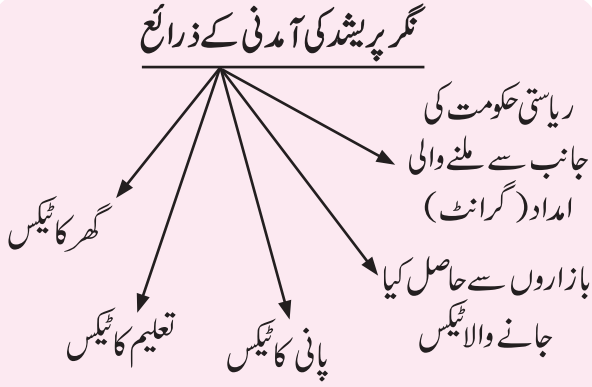 نگر پریشد کی آمدنی کے ذرائع
ریاستی حکومت کی
جانب سے ملنے والی
امداد (گرانٹ)
بازاروں سے حاصل کیا
جانے والا ٹیکس
پانی کا ٹیکس
تعلیم کا ٹیکس
گھر کا ٹیکس